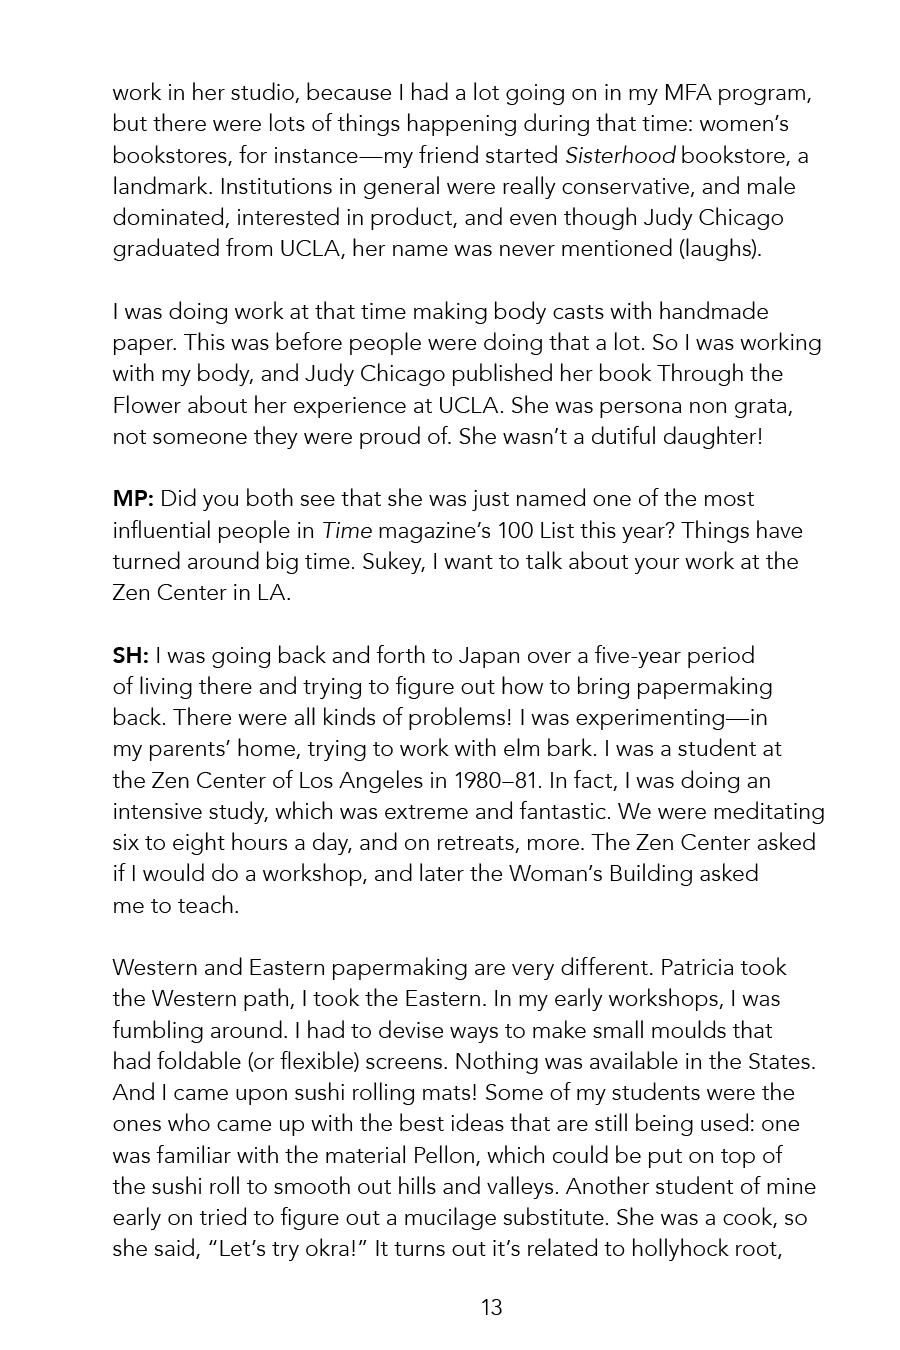 work in her studio, because I had a lot going on in my MFA program,
but there were lots of things happening during that time: women’s
bookstores, for instance—my friend started Sisterhood bookstore, a
landmark. Institutions in general were really conservative, and male
dominated, interested in product, and even though Judy Chicago
graduated from UCLA, her name was never mentioned (laughs).
I was doing work at that time making body casts with handmade
paper. This was before people were doing that a lot. So I was working
with my body, and Judy Chicago published her book Through the
Flower about her experience at UCLA. She was persona non grata,
not someone they were proud of. She wasn’t a dutiful daughter!
MP: Did you both see that she was just named one of the most
influential people in Time magazine’s 100 List this year? Things have
turned around big time. Sukey, I want to talk about your work at the
Zen Center in LA.
SH: I was going back and forth to Japan over a five-year period
of living there and trying to figure out how to bring papermaking
back. There were all kinds of problems! I was experimenting—in
my parents’ home, trying to work with elm bark. I was a student at
the Zen Center of Los Angeles in 1980–81. In fact, I was doing an
intensive study, which was extreme and fantastic. We were meditating
six to eight hours a day, and on retreats, more. The Zen Center asked
if I would do a workshop, and later the Woman’s Building asked
me to teach.
Western and Eastern papermaking are very different. Patricia took
the Western path, I took the Eastern. In my early workshops, I was
fumbling around. I had to devise ways to make small moulds that
had foldable (or flexible) screens. Nothing was available in the States.
And I came upon sushi rolling mats! Some of my students were the
ones who came up with the best ideas that are still being used: one
was familiar with the material Pellon, which could be put on top of
the sushi roll to smooth out hills and valleys. Another student of mine
early on tried to figure out a mucilage substitute. She was a cook, so
she said, “Let’s try okra!” It turns out it’s related to hollyhock root,
13